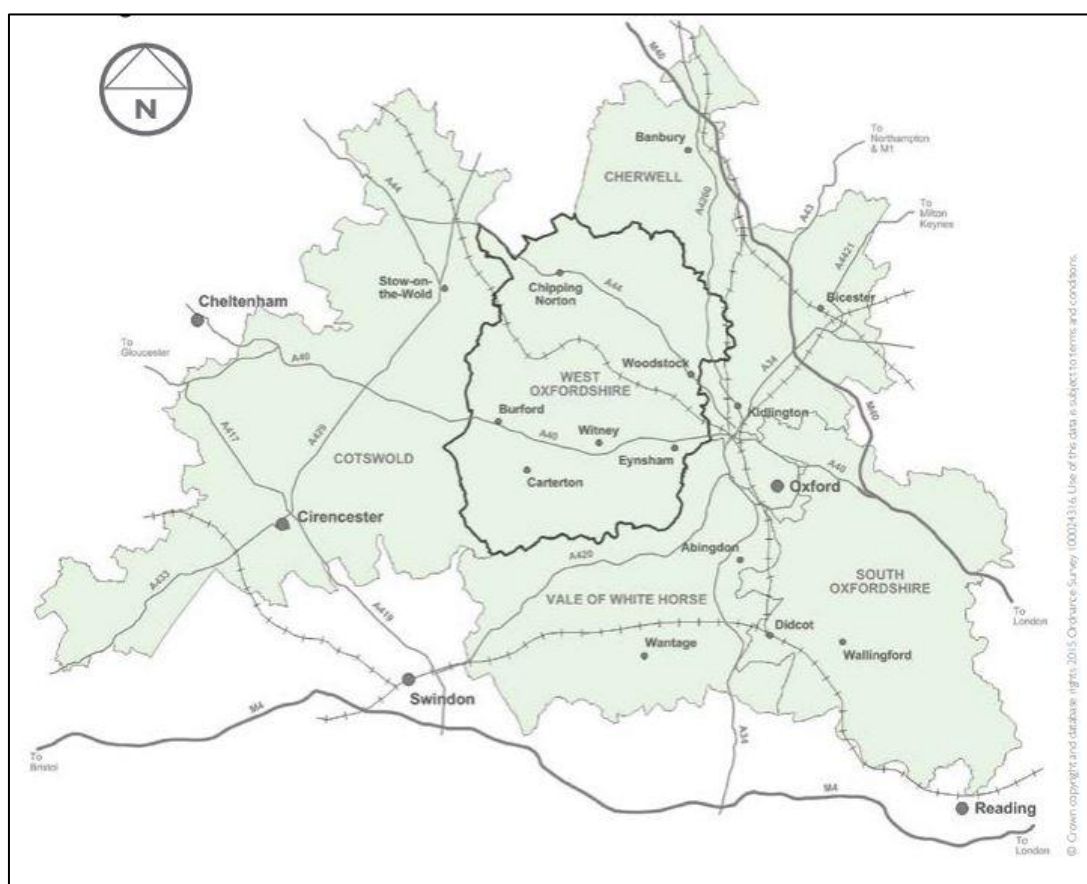 N
M40
To
Northampton
& M1
Banbury
CHERWELL
A4260
A43
To
Milton
Keynes
A44
A4421
Stow-on-
the-Wold
Chipping
Norton
A44
Bicester
Cheltenham
To
Gloucester
A40
A429
A34
Woodstock
WEST
OXFORDSHIRE
Kidlington
M40
Burford
A40
Witney
Eynsham
A417
COTSWOLD
Carterton
A40
Oxford
Cirencester
A420
Abingdon
SOUTH
OXFORDSHIRE
A433
A419
VALE OF WHITE HORSE
Didcot
To
London
Wantage
Wallingford
Swindon
M4
A34
To
Bristol
M4
Reading
To
London
© Crown copyright and database rights 2015 Ordnance Survey 100024316. Use of this data is subject to terms and conditions.